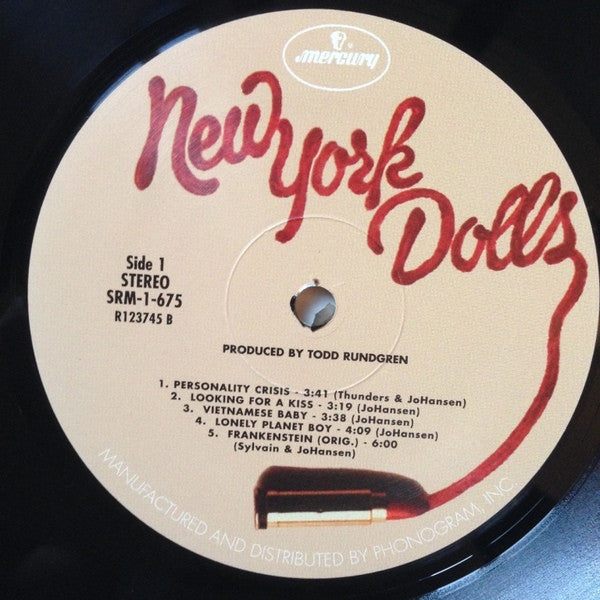 mercury
New York
Dolls
Side 1
STEREO
SRM-1-675
R123745 B
PRODUCED BY TODD RUNDGREN
1. PERSONALITY CRISIS - 3:41 (Thunders & JoHansen)
2. LOOKING FOR A KISS - 3:19 (JoHansen)
3. VIETNAMESE BABY - 3:38 (JoHansen)
4. LONELY PLANET BOY - 4:09 (JoHansen)
5. FRANKENSTEIN (ORIG.) - 6:00
(Sylvain & JoHansen)
MANUFACTURED AND DISTRIBUTED BY PHONOGRAM, INC.